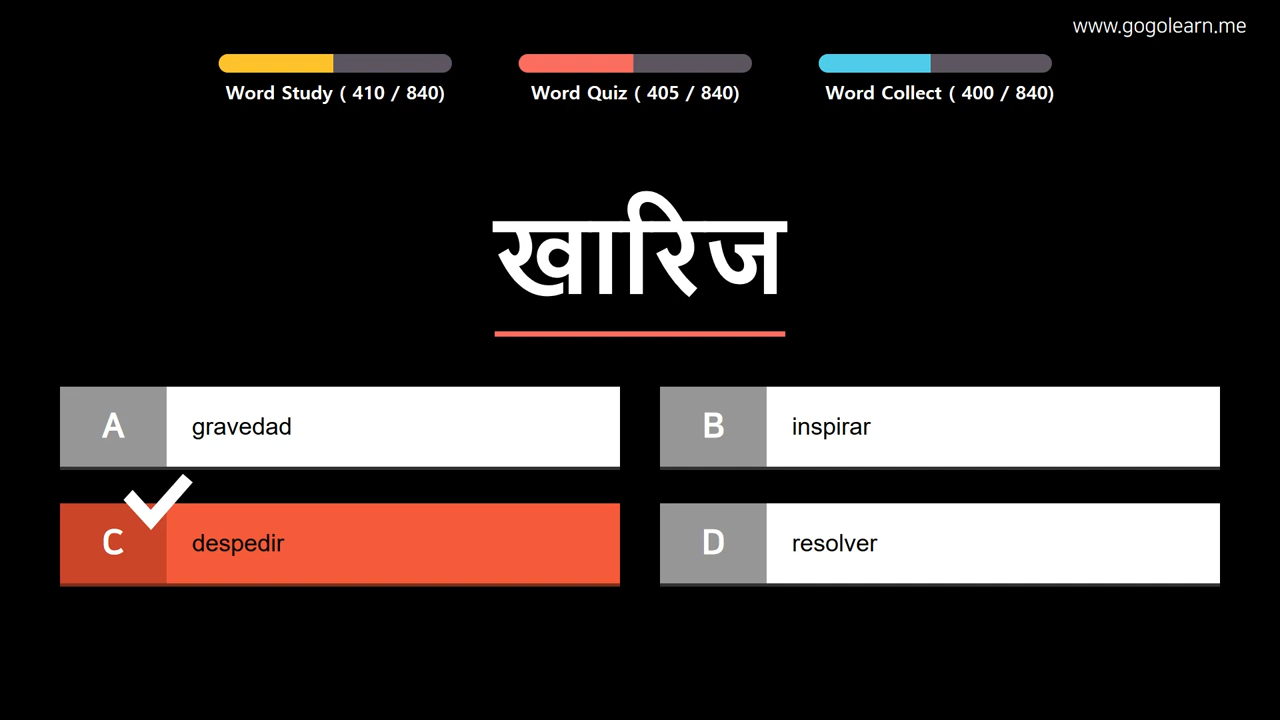 www.gogolearn.me
Word Study ( 410 / 840)
Word Quiz ( 405 / 840)
Word Collect ( 400 / 840)
खारिज
A gravedad
B inspirar
C despedir
D resolver